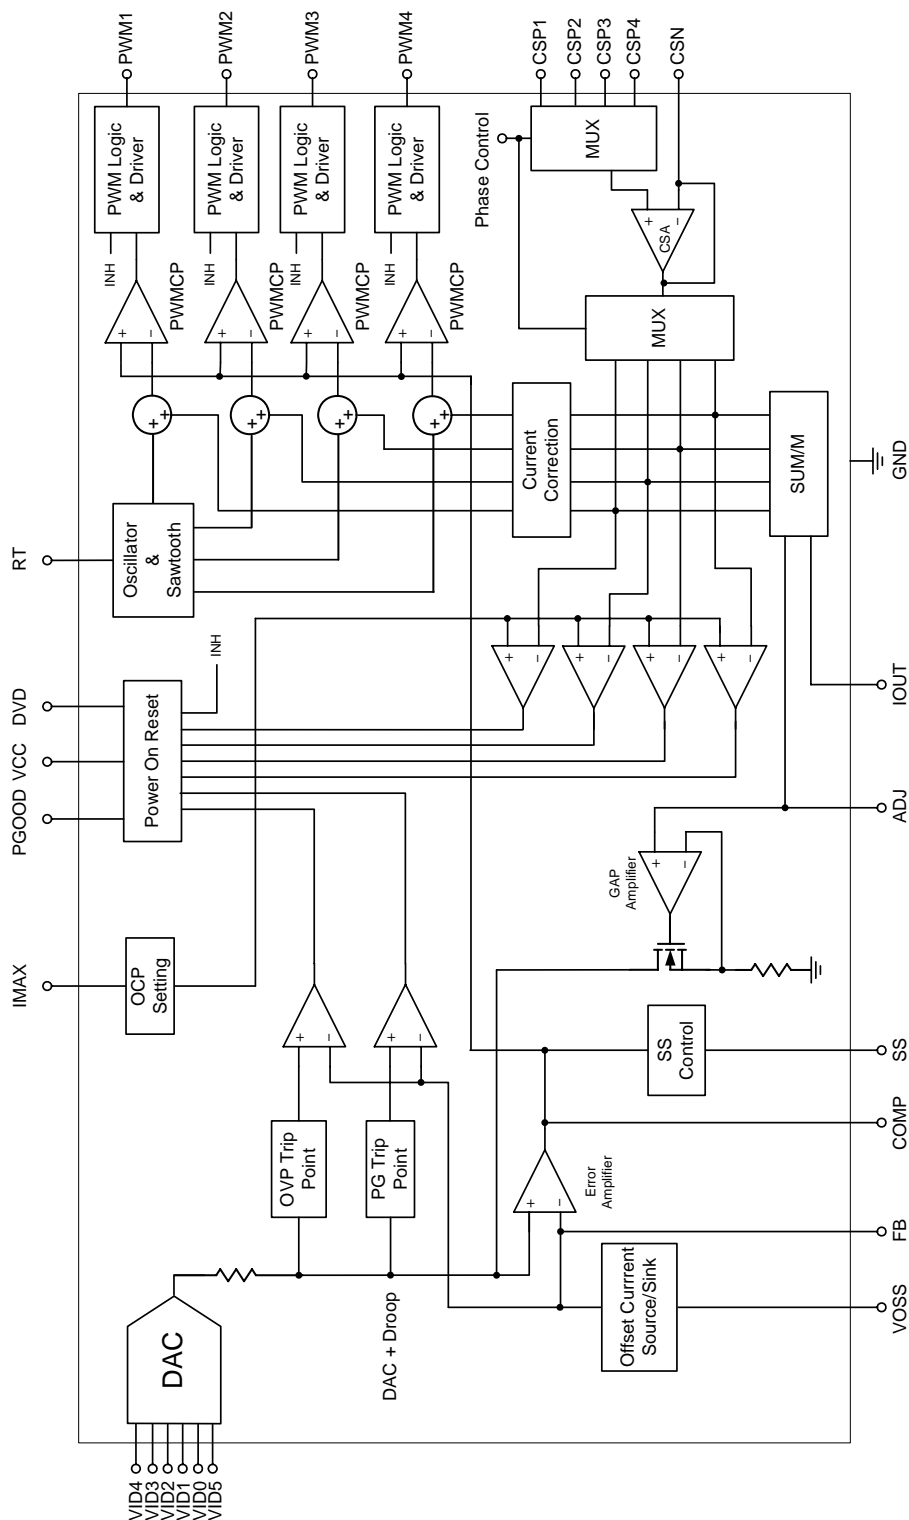 PWM1
PWM2
PWM3
PWM4
CSP1
CSP2
CSP3
CSP4
CSN
PWM Logic
& Driver
PWM Logic
& Driver
PWM Logic
& Driver
PWM Logic
& Driver
Phase Control
MUX
INH
INH
INH
INH
+
−
CSA
+
−
PWMCP
+
−
PWMCP
+
−
PWMCP
+
−
PWMCP
MUX
+
+
+
+
+
+
+
+
Current
Correction
SUM/M
GND
RT
Oscillator
&
Sawtooth
INH
+
−
+
−
+
−
+
−
DVD
VCC
PGOOD
Power On Reset
IOUT
ADJ
+
−
GAP
Amplifier
IMAX
OCP
Setting
+
−
+
−
SS
Control
SS
COMP
OVP Trip
Point
PG Trip
Point
+
−
Error
Amplifier
FB
DAC + Droop
Offset Currrent
Source/Sink
VOSS
DAC
VID4
VID3
VID2
VID1
VID0
VID5